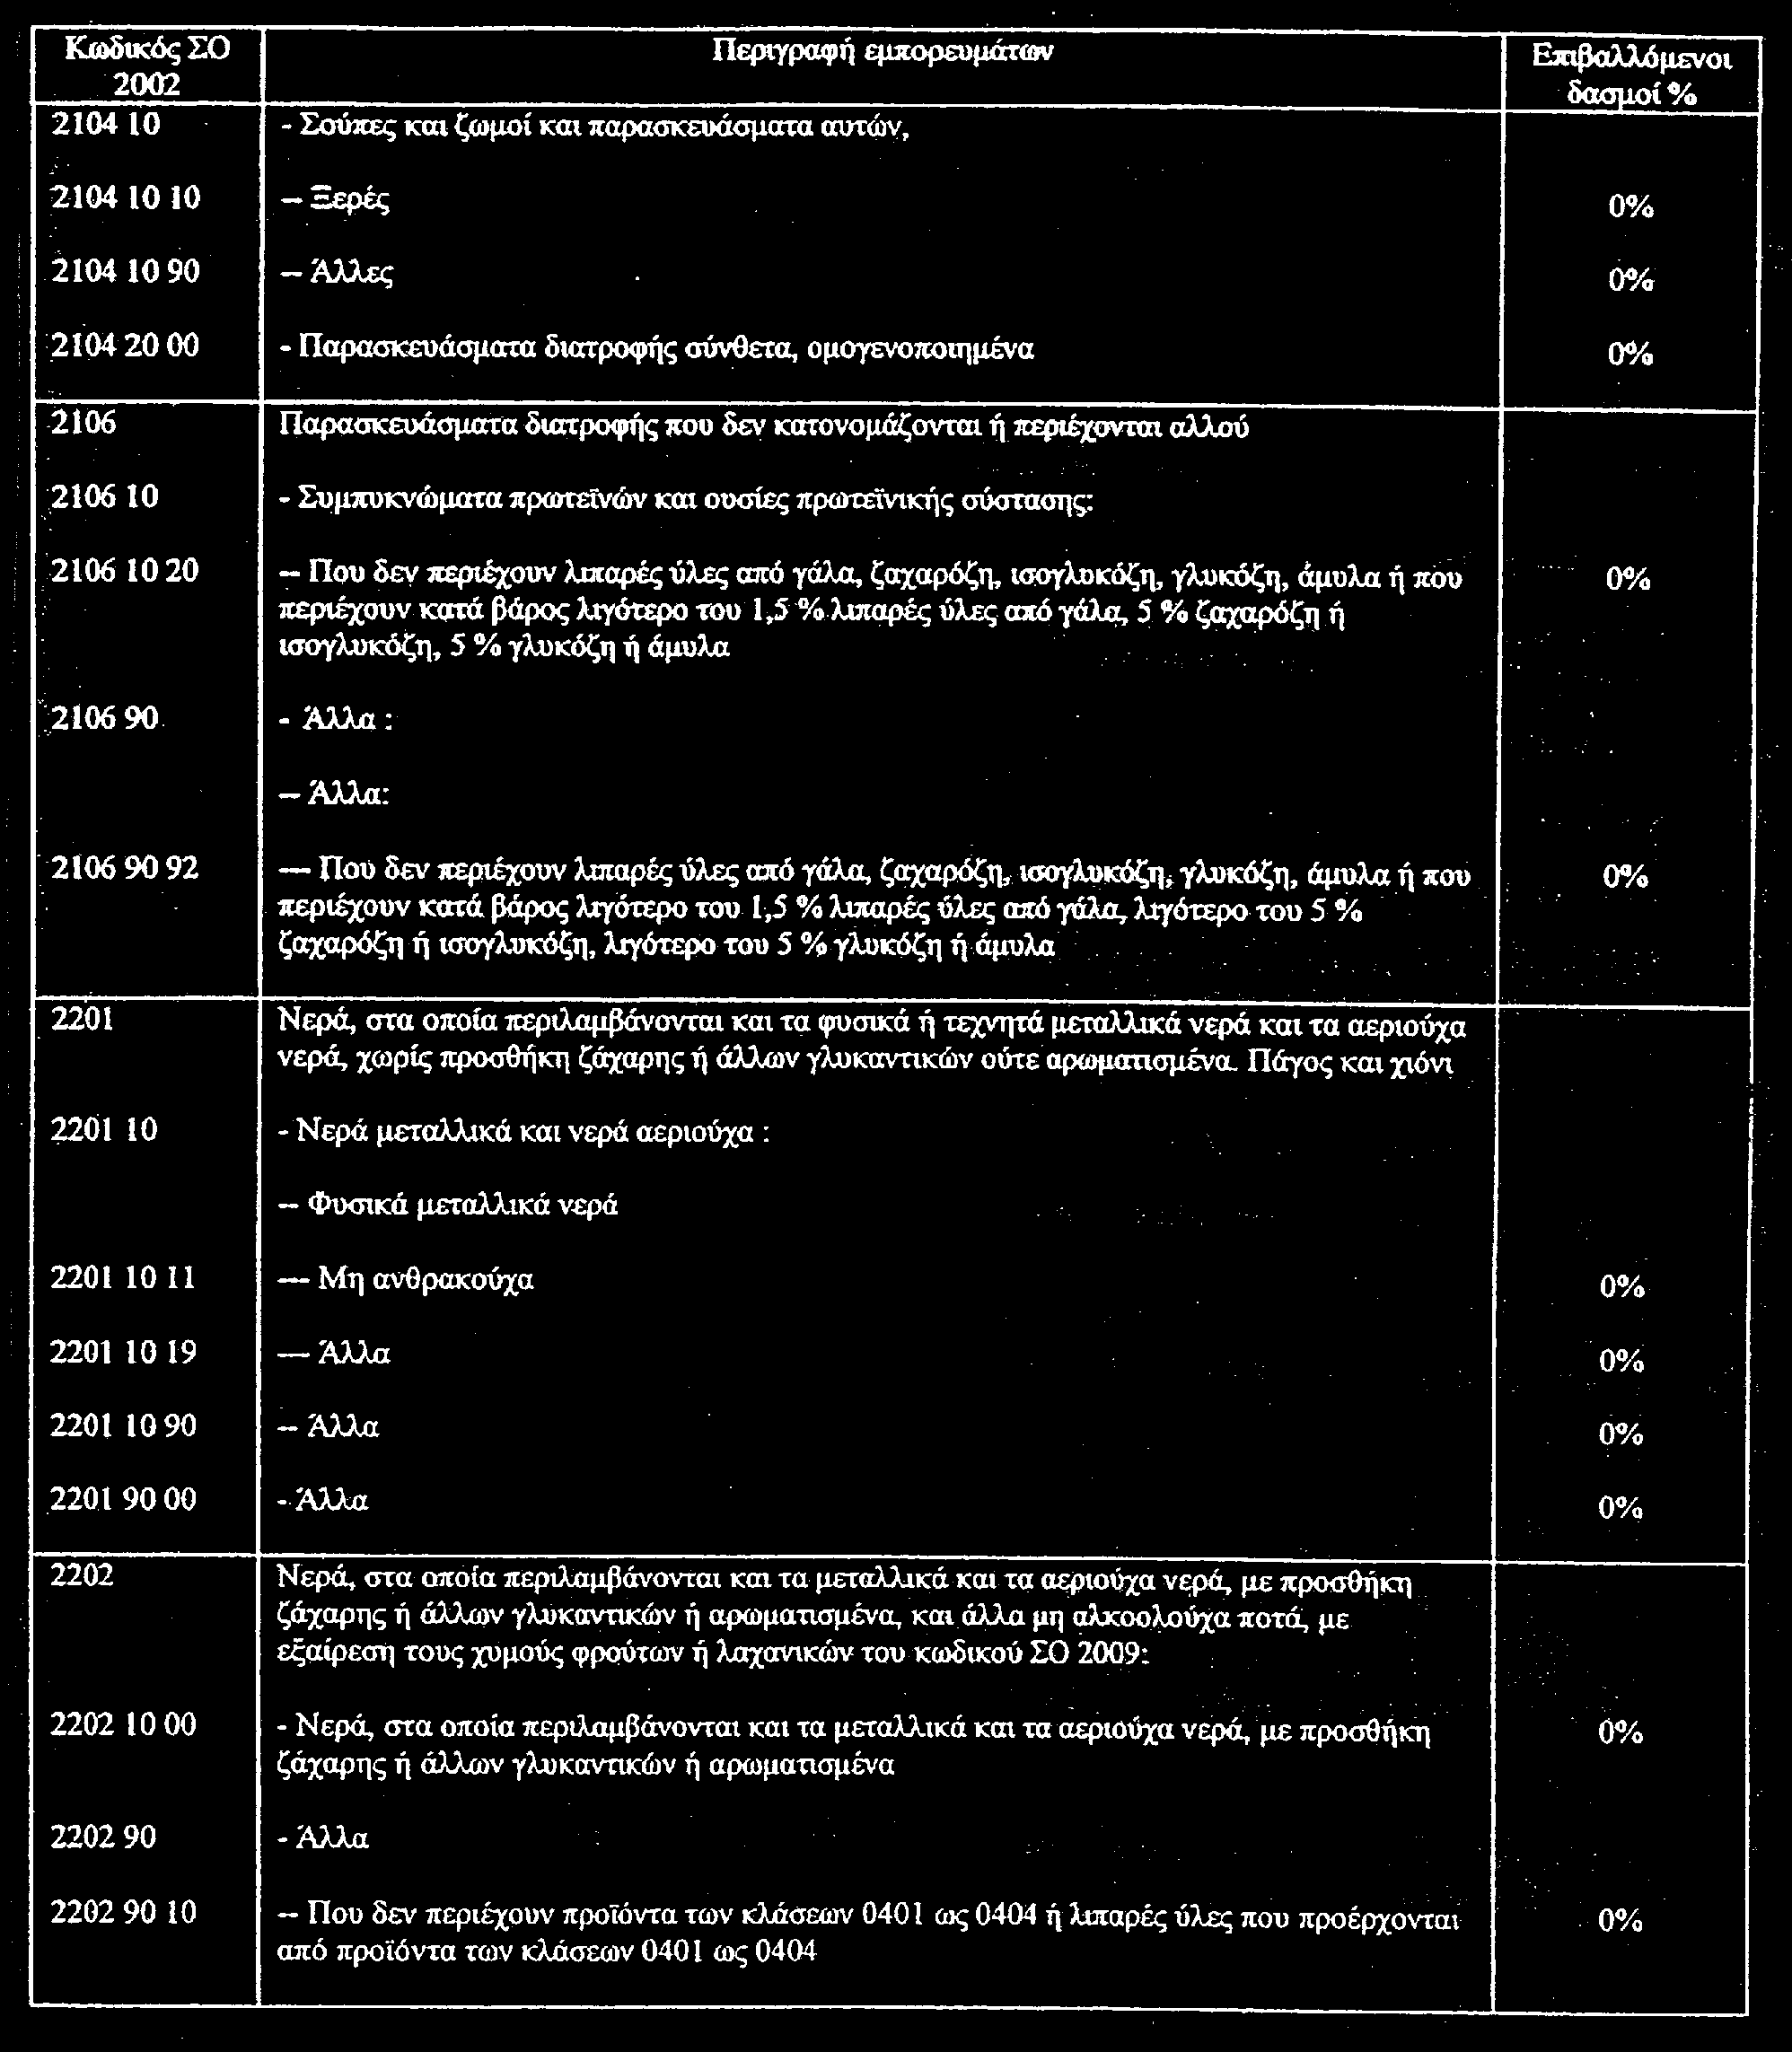 Κωδικός ΣΟ Περιγραφή εμπορευμάτων Επιβαλλόμενοι
2002 δασμοί %
2104 10 - Σούπες και ζωμοί και παρασκευάσματα αυτών,
2104 10 10 -- Ξερές 0%
2104 10 90 -- Άλλες 0%
2104 20 00 - Παρασκευάσματα διατροφής σύνθετα, ομογενοποιημένα 0%
2106 Παρασκευάσματα διατροφής που δεν κατονομάζονται ή περιέχονται αλλού
2106 10 - Συμπυκνώματα πρωτεϊνών και ουσίες πρωτεϊνικής σύστασης:
2106 10 20 -- Που δεν περιέχουν λιπαρές ύλες από γάλα, ζαχαρόζη, ισογλυκόζη, γλυκόζη, άμυλα ή που 0%
περιέχουν κατά βάρος λιγότερο του 1,5 % λιπαρές ύλες από γάλα, 5 % ζαχαρόζη ή
ισογλυκόζη, 5 % γλυκόζη ή άμυλα
2106 90 - Άλλα :
-- Άλλα:
2106 90 92 --- Που δεν περιέχουν λιπαρές ύλες από γάλα, ζαχαρόζη, ισογλυκόζη, γλυκόζη, άμυλα ή που 0%
περιέχουν κατά βάρος λιγότερο του 1,5 % λιπαρές ύλες από γάλα, λιγότερο του 5 %
ζαχαρόζη ή ισογλυκόζη, λιγότερο του 5 % γλυκόζη ή άμυλα
2201 Νερά, στα οποία περιλαμβάνονται και τα φυσικά ή τεχνητά μεταλλικά νερά και τα αεριούχα
νερά, χωρίς προσθήκη ζάχαρης ή άλλων γλυκαντικών ούτε αρωματισμένα. Πάγος και χιόνι
2201 10 - Νερά μεταλλικά και νερά αεριούχα :
-- Φυσικά μεταλλικά νερά
2201 10 11 --- Μη ανθρακούχα 0%
2201 10 19 --- Άλλα 0%
2201 10 90 -- Άλλα 0%
2201 90 00 - Άλλα 0%
2202 Νερά, στα οποία περιλαμβάνονται και τα μεταλλικά και τα αεριούχα νερά, με προσθήκη
ζάχαρης ή άλλων γλυκαντικών ή αρωματισμένα, και άλλα μη αλκοολούχα ποτά, με
εξαίρεση τους χυμούς φρούτων ή λαχανικών του κωδικού ΣΟ 2009:
2202 10 00 - Νερά, στα οποία περιλαμβάνονται και τα μεταλλικά και τα αεριούχα νερά, με προσθήκη 0%
ζάχαρης ή άλλων γλυκαντικών ή αρωματισμένα
2202 90 - Άλλα
2202 90 10 -- Που δεν περιέχουν προϊόντα των κλάσεων 0401 ως 0404 ή λιπαρές ύλες που προέρχονται 0%
από προϊόντα των κλάσεων 0401 ως 0404